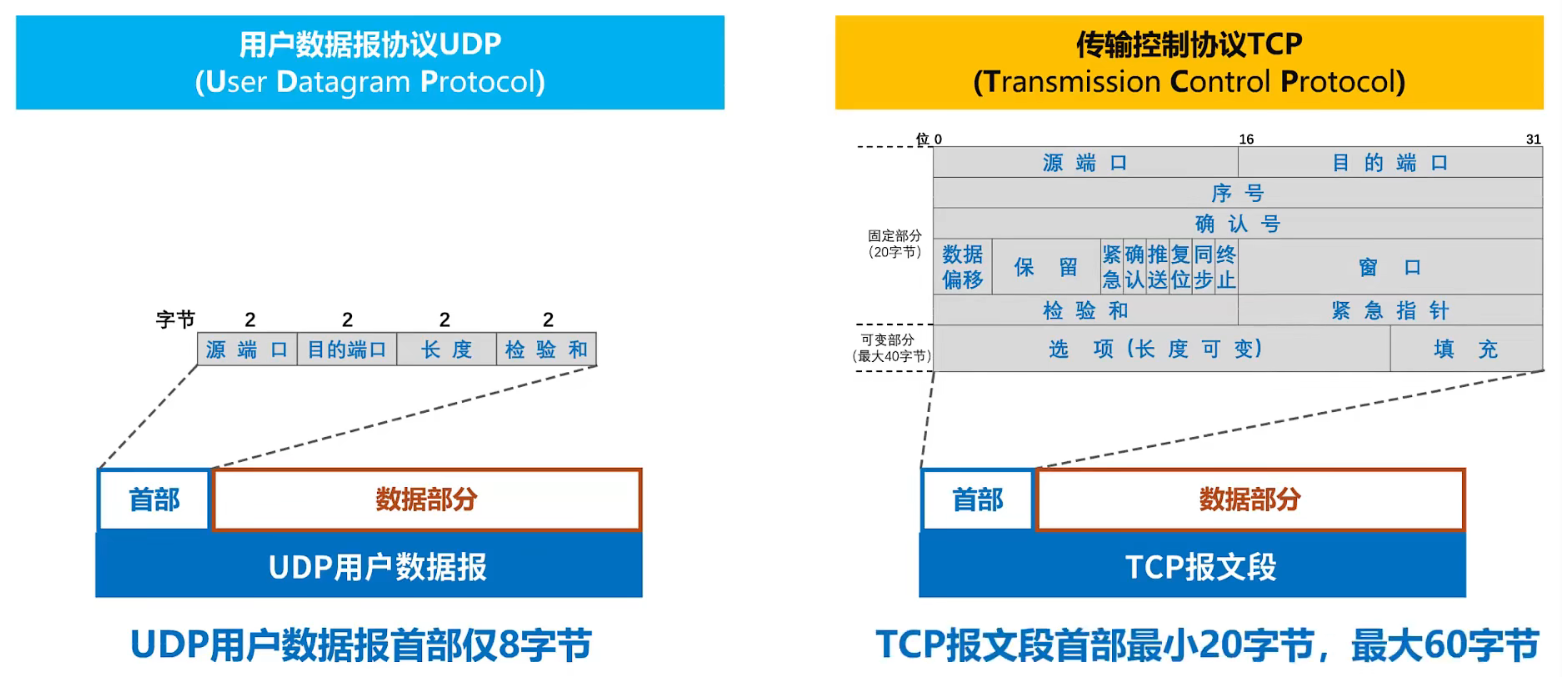 用户数据报协议UDP
(User Datagram Protocol)
字节 2 2 2 2
源端口 目的端口 长度 检验和
首部 数据部分
UDP用户数据报
UDP用户数据报首部仅8字节
传输控制协议TCP
(Transmission Control Protocol)
位 0 16 31
固定部分
(20字节)
源端口 目的端口
序号
确认号
数据偏移 保留 紧急 确认 推送 复位 同步 终止 窗口
检验和 紧急指针
可变部分
(最大40字节)
选项(长度可变) 填充
首部 数据部分
TCP报文段
TCP报文段首部最小20字节，最大60字节